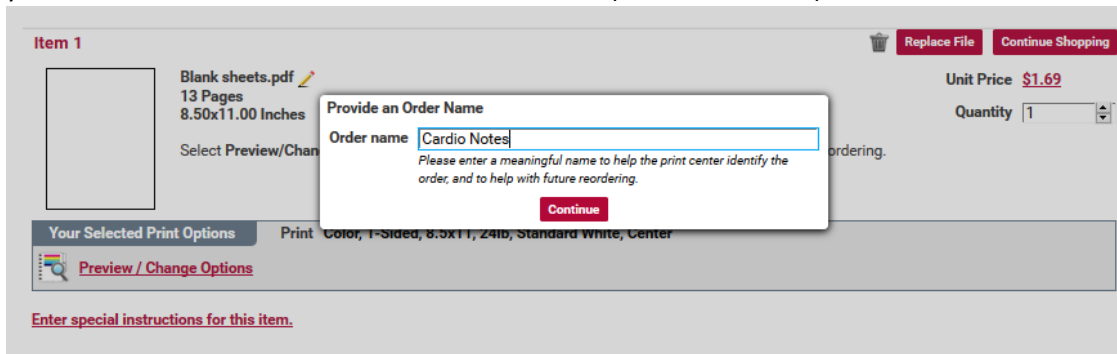 Item 1
Replace File
Continue Shopping
Blank sheets.pdf
13 Pages
8.50x11.00 Inches
Unit Price $1.69
Quantity 1
Select Preview/Chan
ordering.
Provide an Order Name
Order name Cardio Notes
Please enter a meaningful name to help the print center identify the
order, and to help with future reordering.
Continue
Your Selected Print Options
Print Color, 1-Sided, 8.5x11, 24lb, Standard White, Center
Preview / Change Options
Enter special instructions for this item.